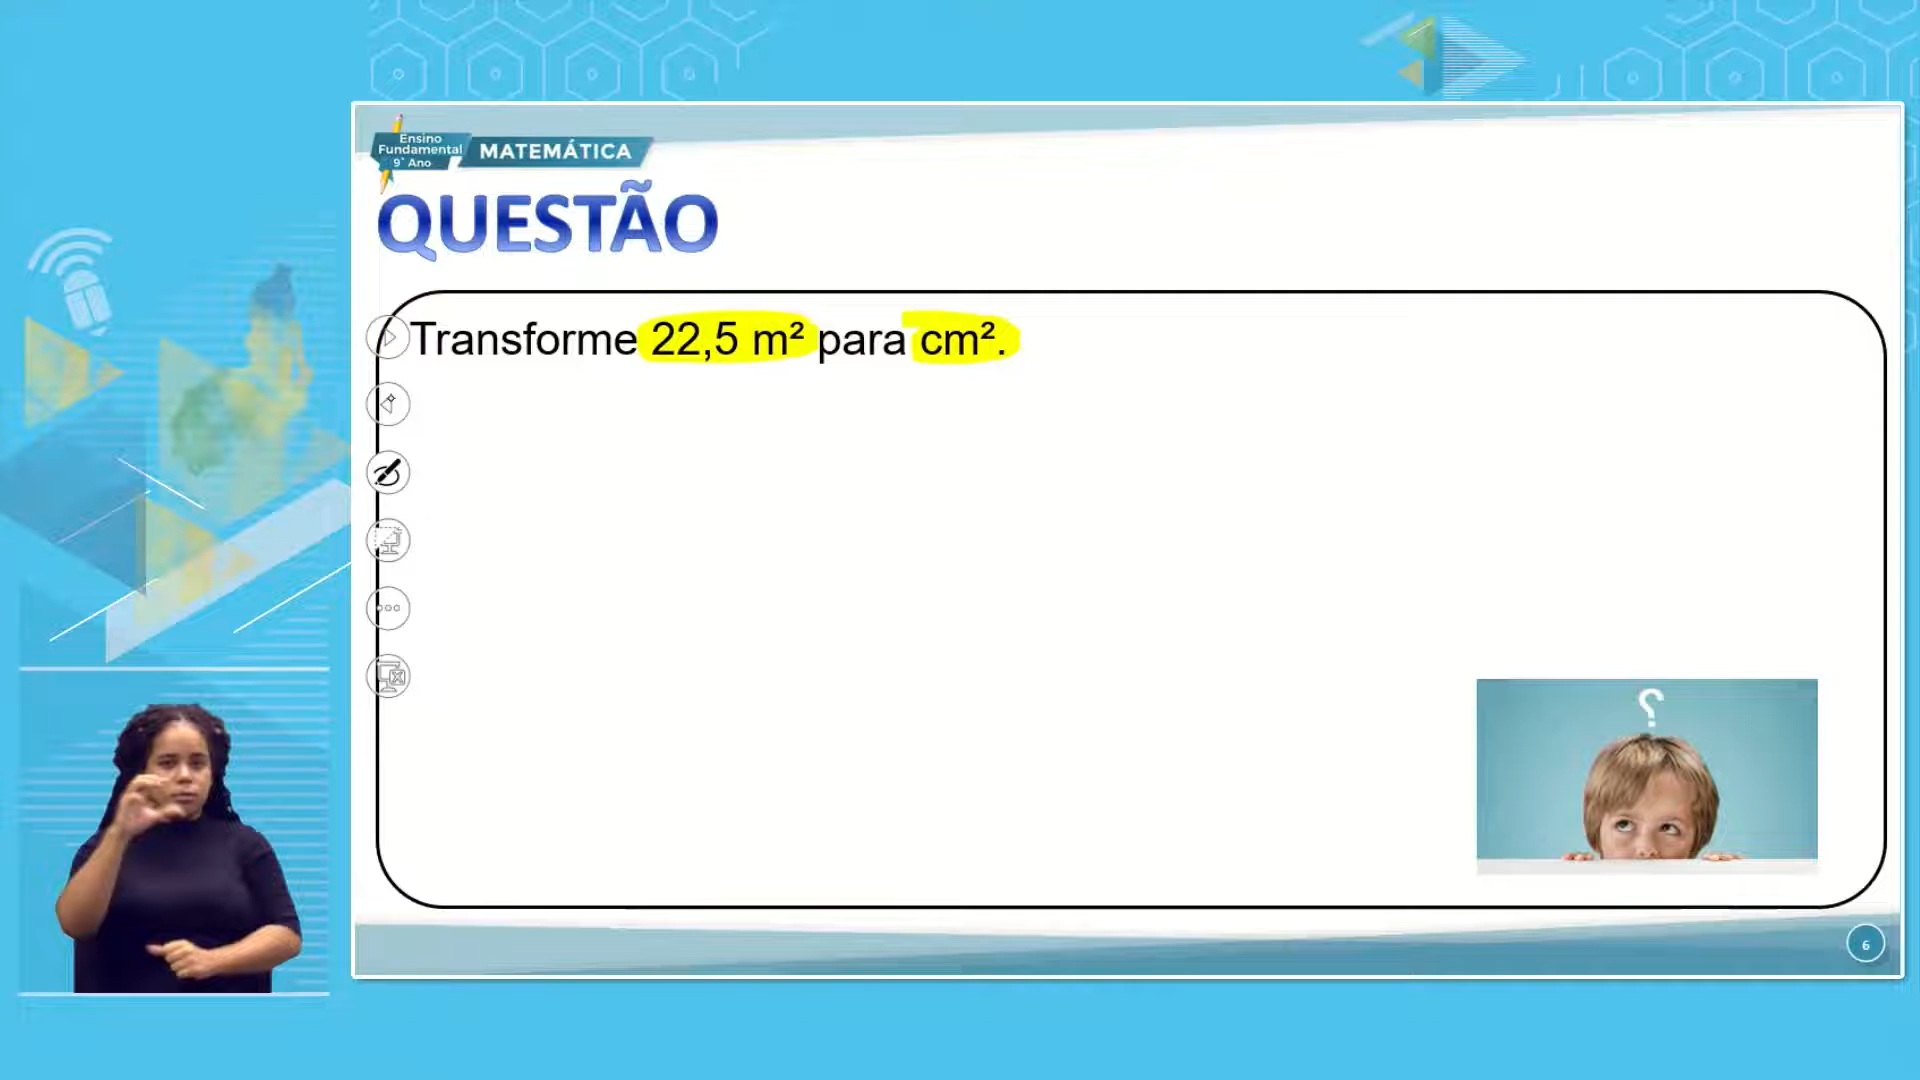 Ensino
Fundamental
9° Ano
MATEMÁTICA
QUESTÃO
Transforme 22,5 m² para cm².
?
6